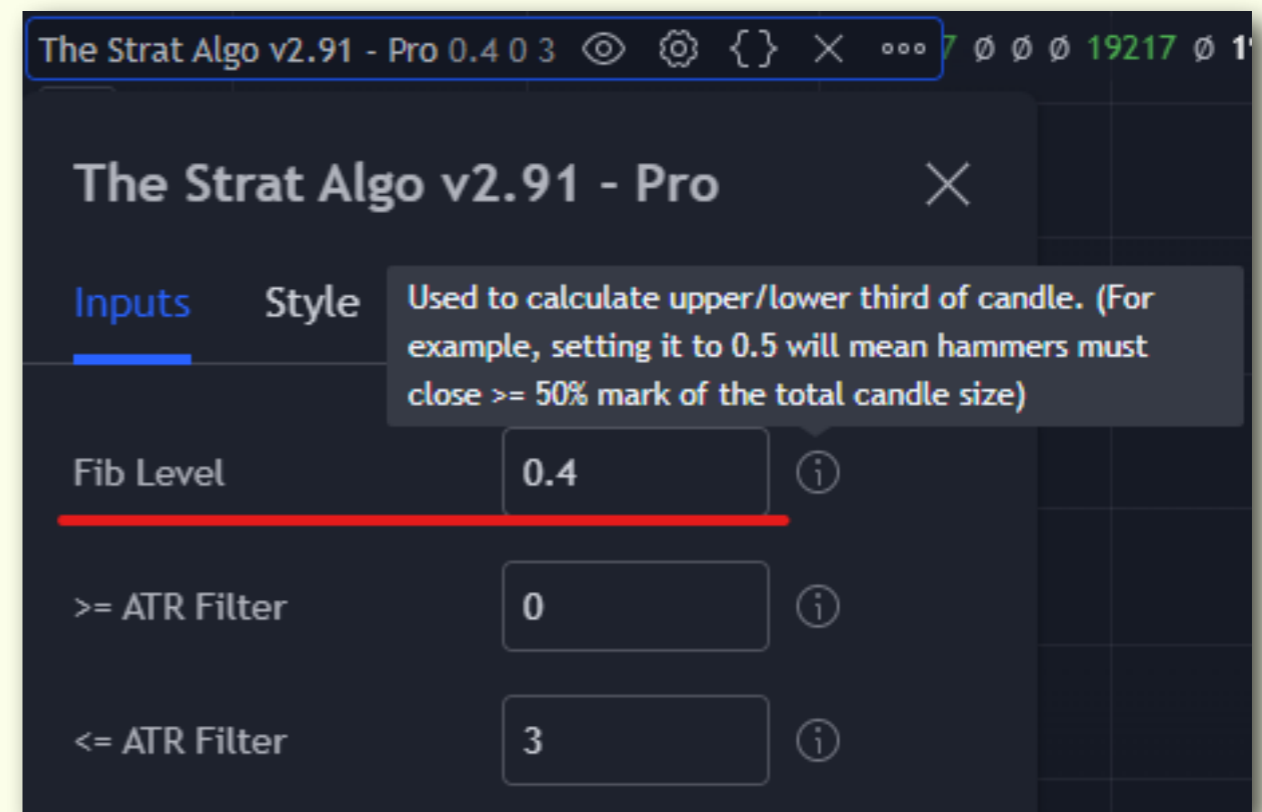 The Strat Algo v2.91 - Pro 0.4 0 3 {} 7 ø ø ø 19217 ø
The Strat Algo v2.91 - Pro
Inputs Style
Used to calculate upper/lower third of candle. (For
example, setting it to 0.5 will mean hammers must
close >= 50% mark of the total candle size)
Fib Level 0.4
>= ATR Filter 0
<= ATR Filter 3